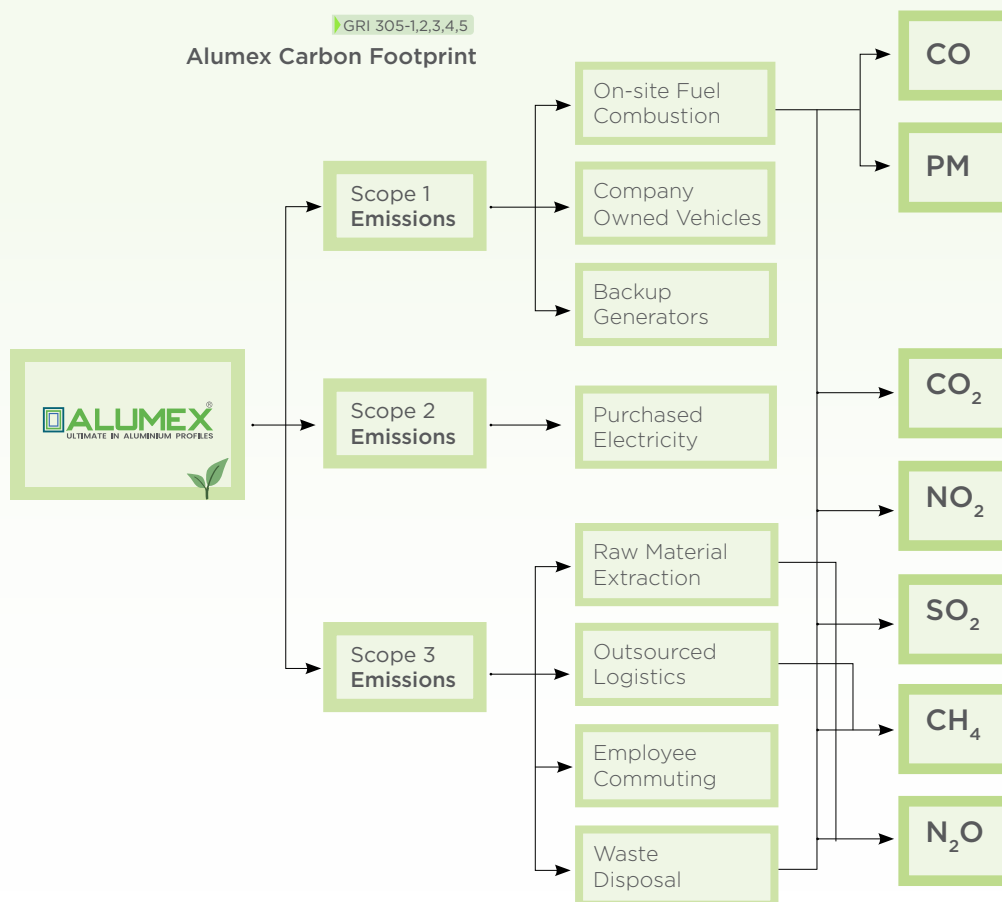 GRI 305-1,2,3,4,5
Alumex Carbon Footprint
ALUMEX®
ULTIMATE IN ALUMINIUM PROFILES
Scope 1
Emissions
Scope 2
Emissions
Scope 3
Emissions
On-site Fuel
Combustion
Company
Owned Vehicles
Backup
Generators
Purchased
Electricity
Raw Material
Extraction
Outsourced
Logistics
Employee
Commuting
Waste
Disposal
CO
PM
CO₂
NO₂
SO₂
CH₄
N₂O